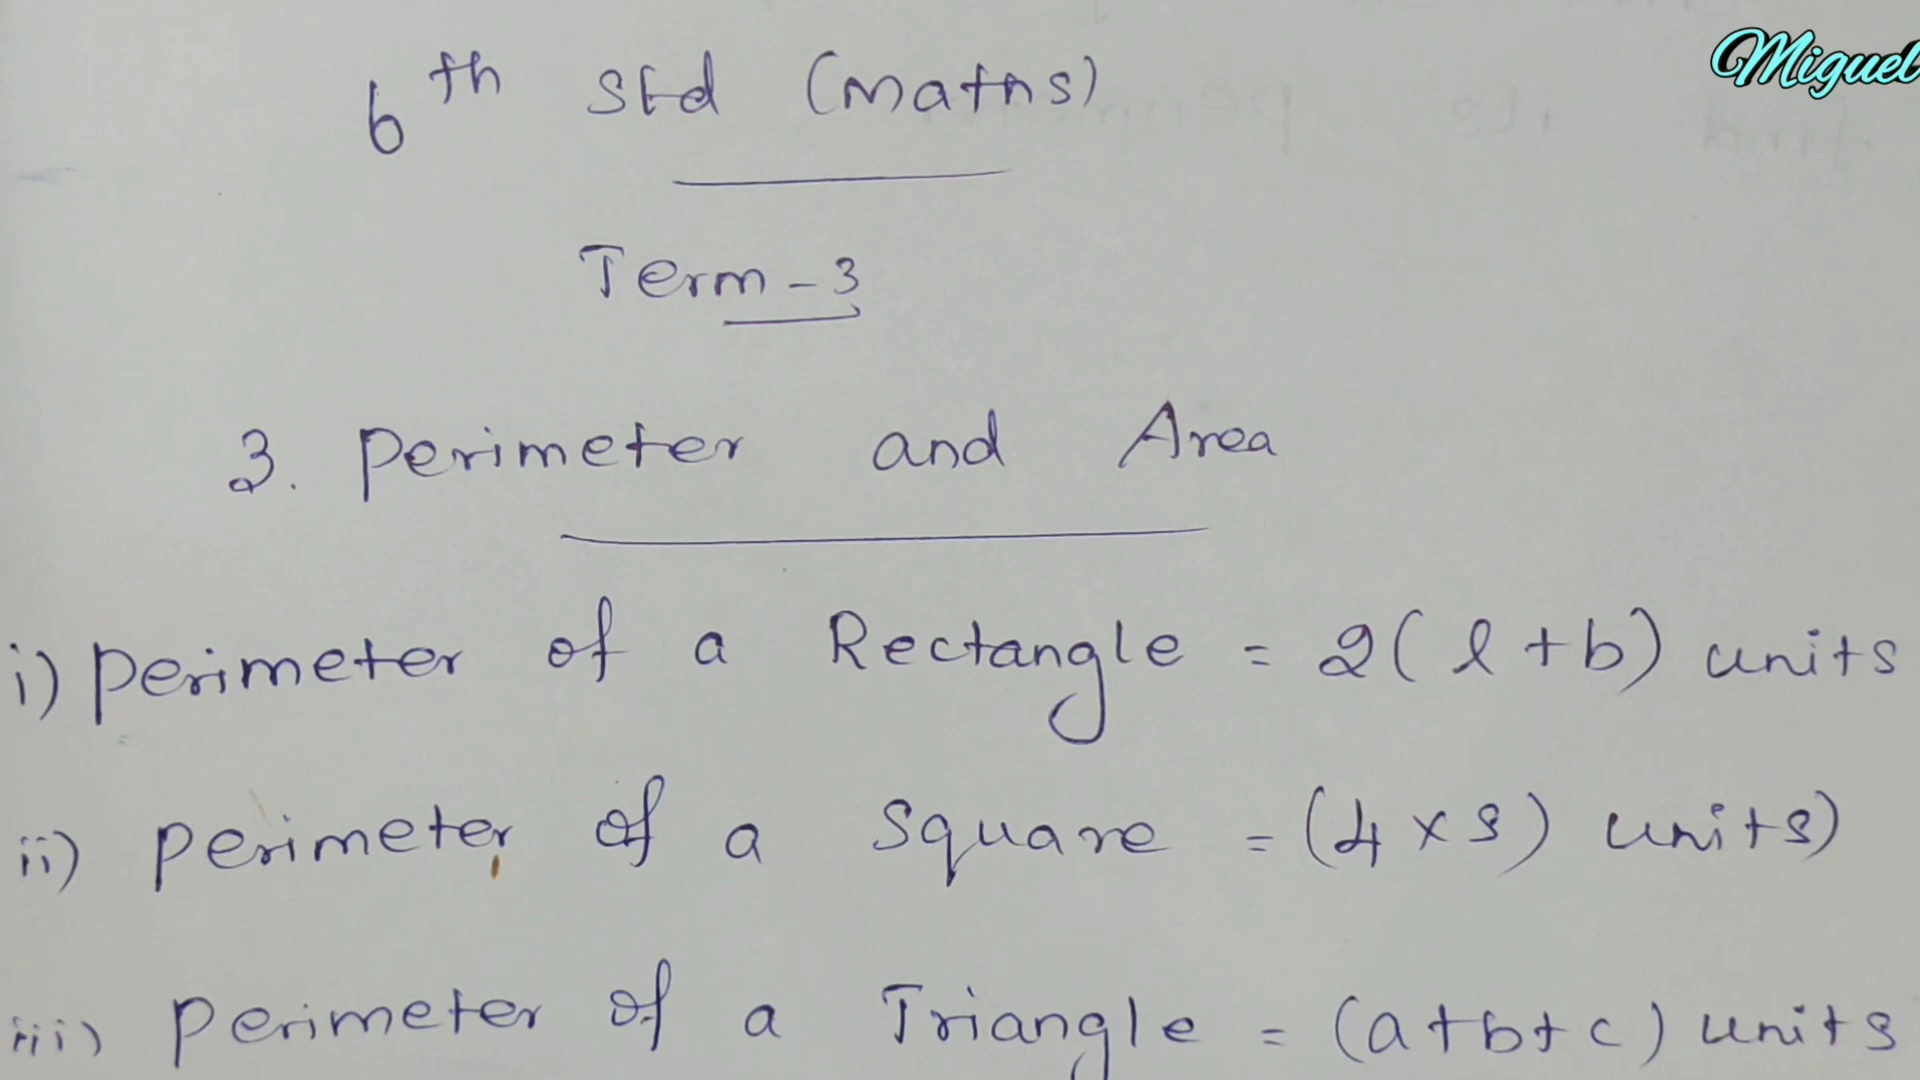 Miguel
6th Std (Maths)
Term - 3
3. Perimeter and Area
i) Perimeter of a Rectangle = 2(l+b) units
ii) Perimeter of a Square = (4 × s) units)
iii) Perimeter of a Triangle = (a+b+c) units